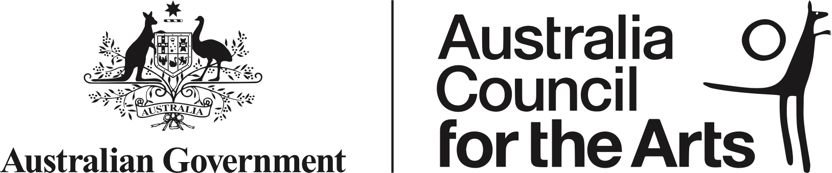 AUSTRALIA
Australian Government
Australia
Council
for the Arts